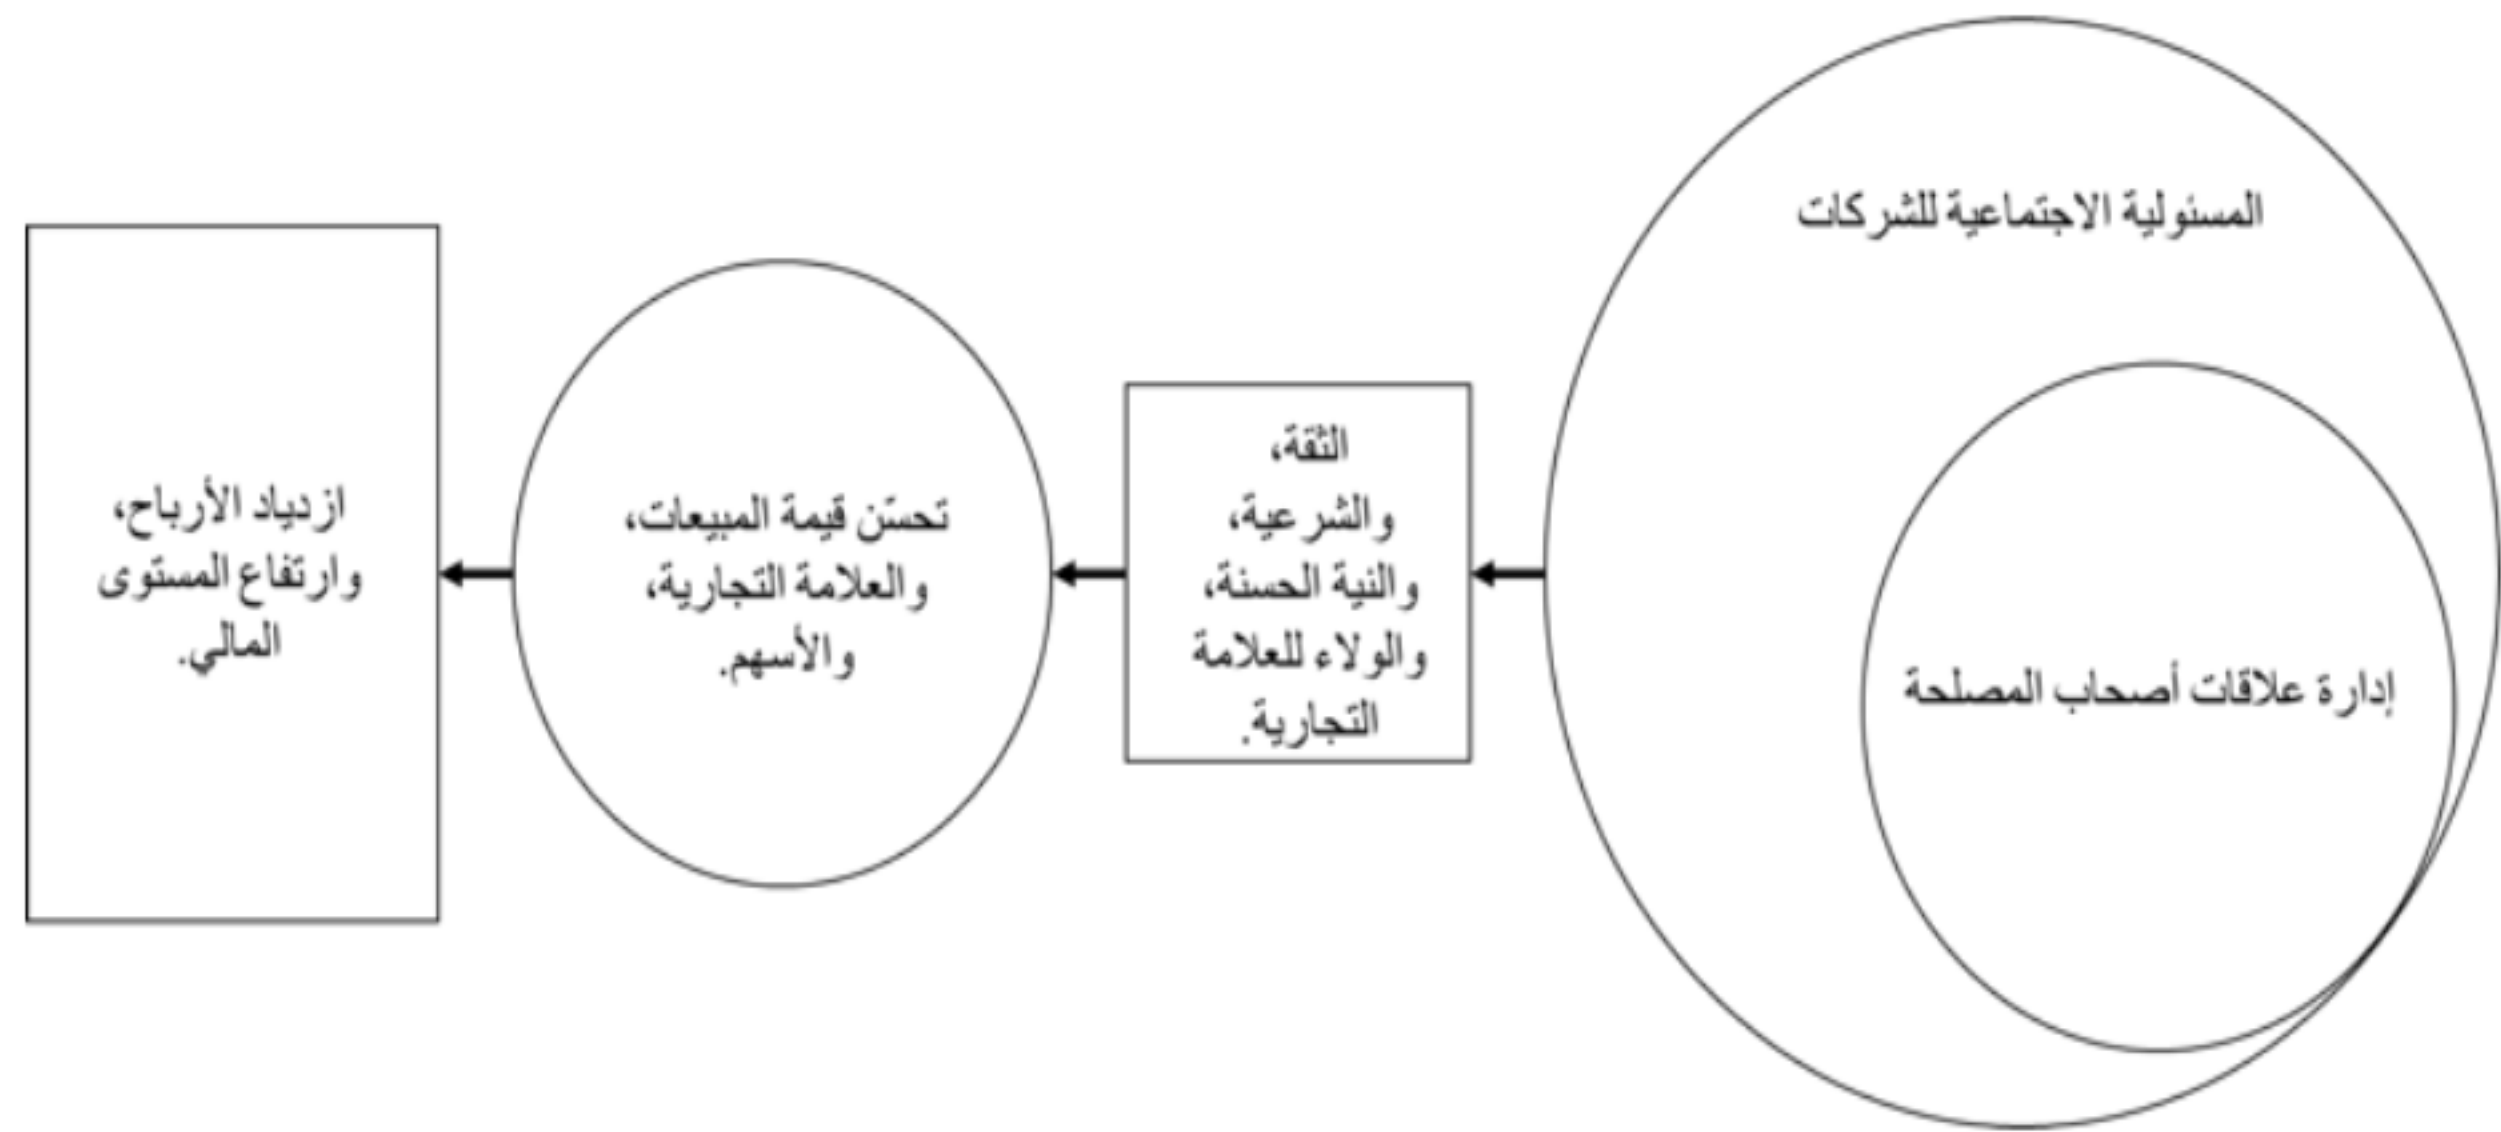 المسئولية الاجتماعية للشركات
إدارة علاقات أصحاب المصلحة
الثقة،
والشرعية،
والنية الحسنة،
والولاء للعلامة
التجارية.
تحسّن قيمة المبيعات،
والعلامة التجارية،
والأسهم.
ازدياد الأرباح،
وارتفاع المستوى
المالي.